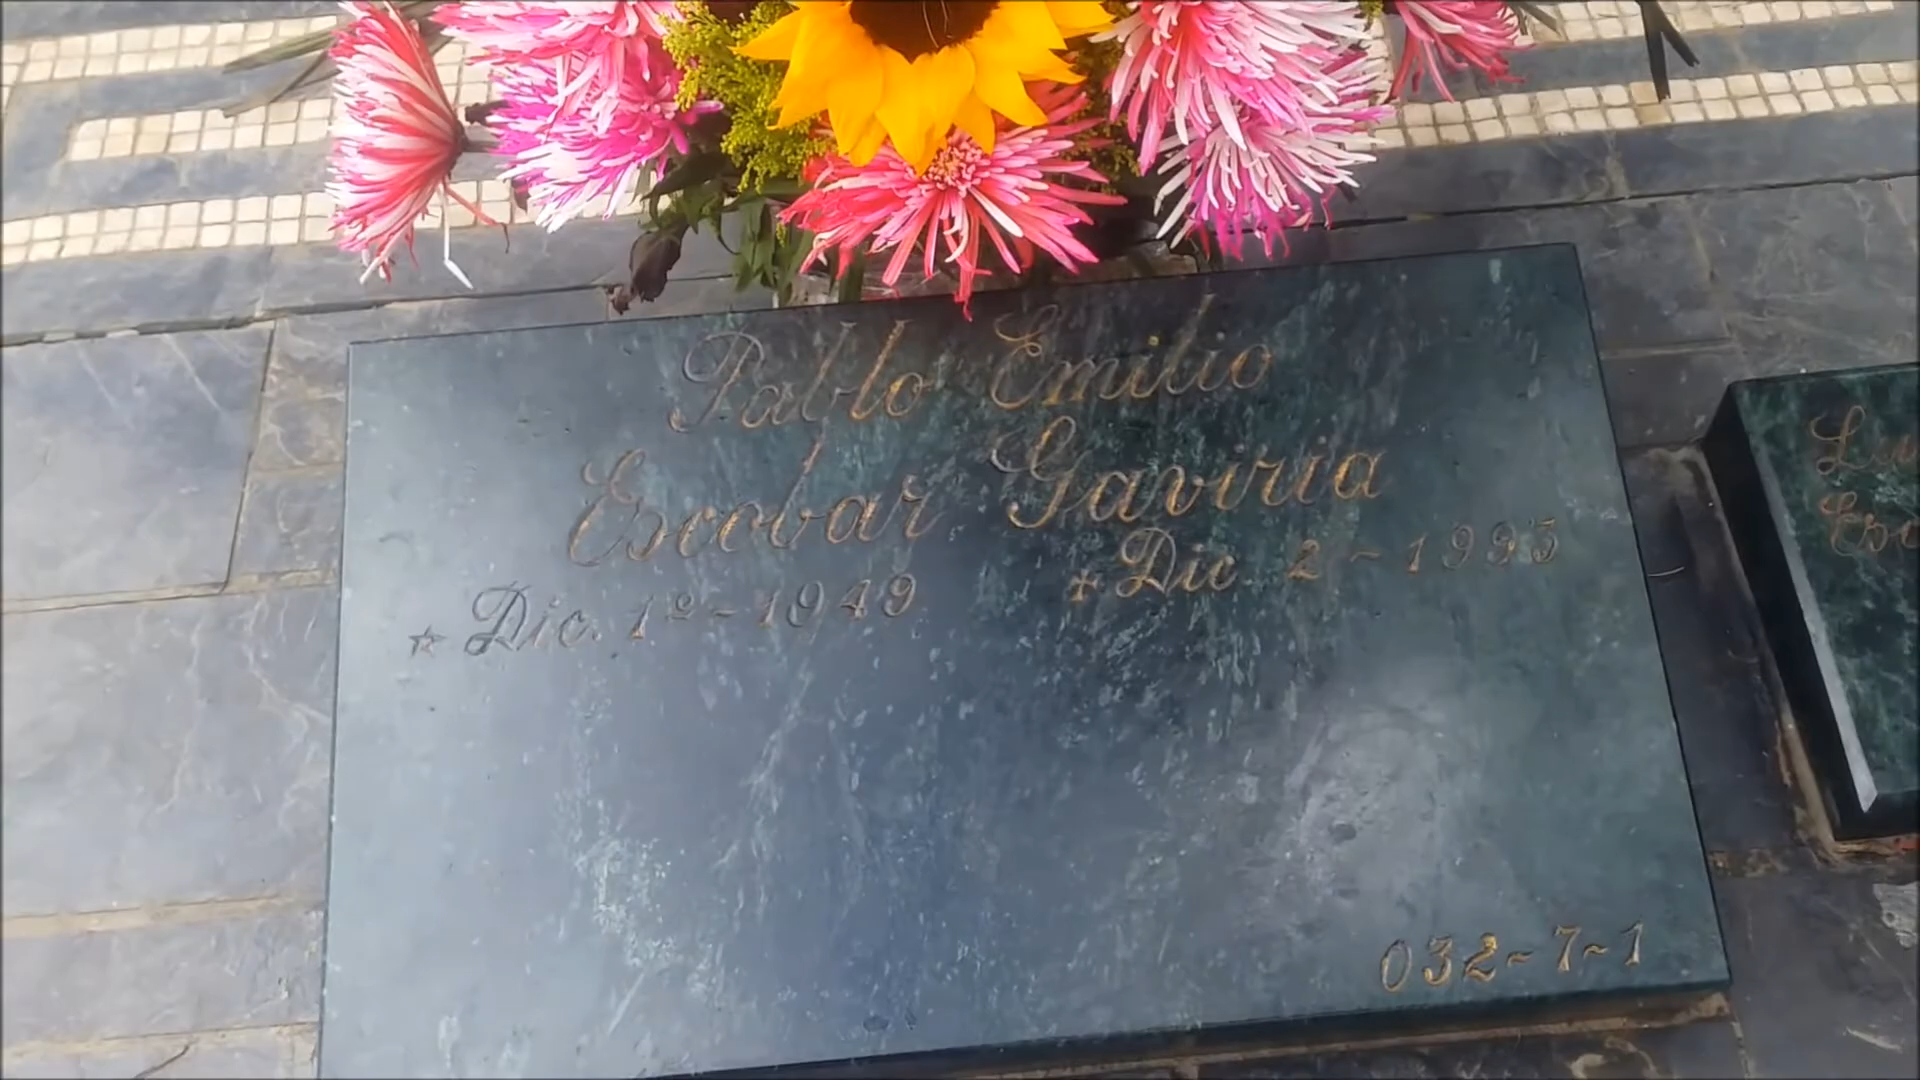 Pablo Emilio
Escobar Gaviria
☆ Dic. 1º ~ 1949 + Dic 2 ~ 1993
032~7~1